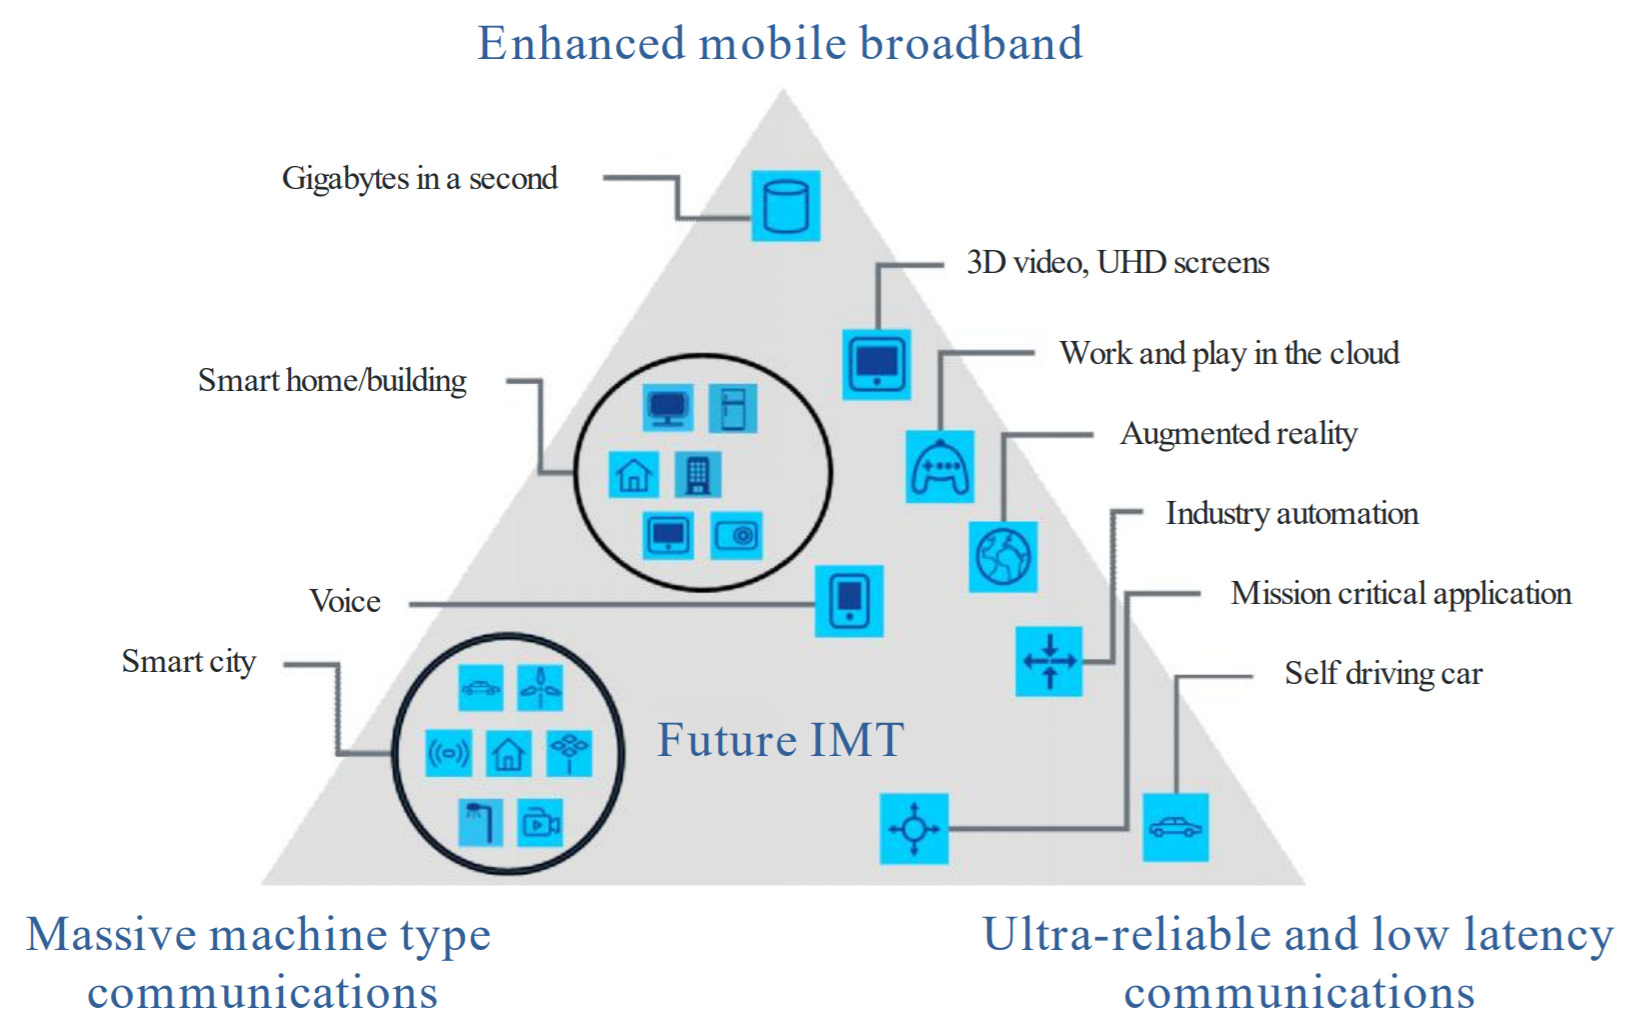 Enhanced mobile broadband
Gigabytes in a second
3D video, UHD screens
Work and play in the cloud
Smart home/building
Augmented reality
Industry automation
Mission critical application
Voice
Smart city
Self driving car
Future IMT
Massive machine type
communications
Ultra-reliable and low latency
communications